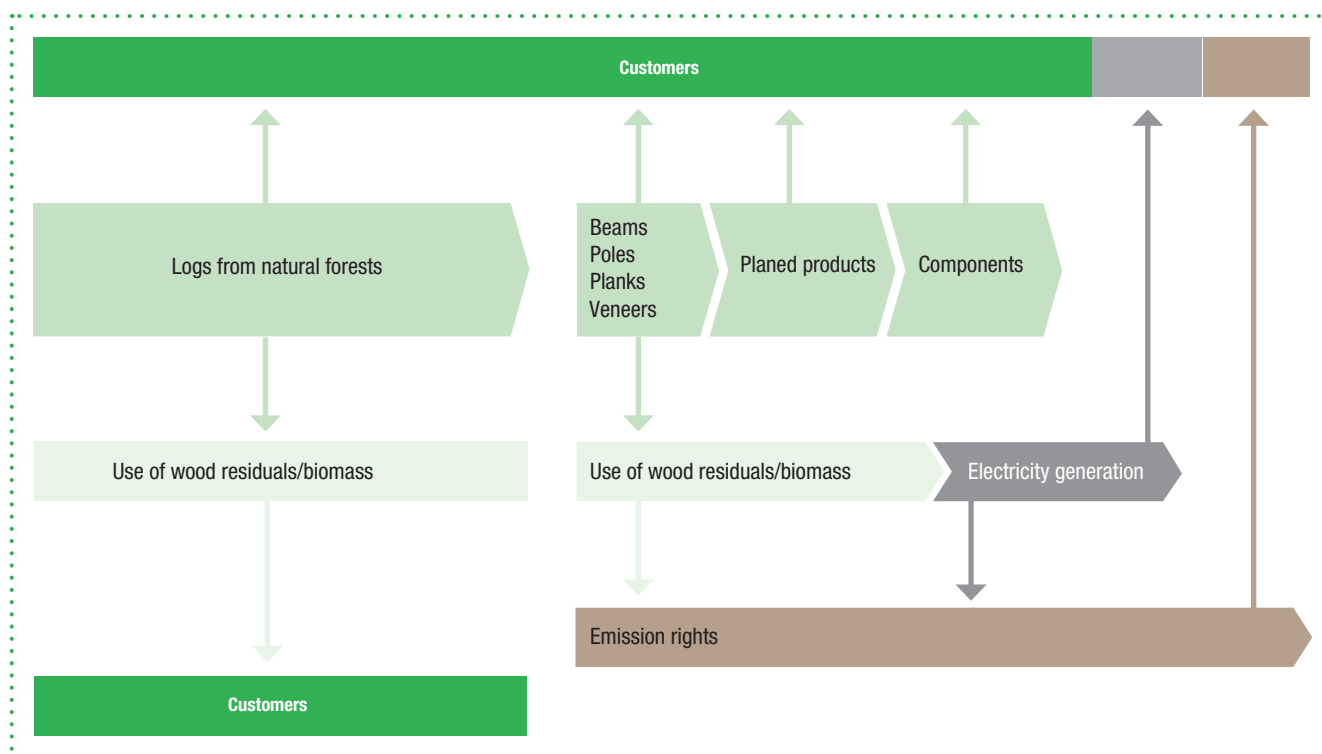 Customers
Logs from natural forests
Beams
Poles
Planks
Veneers
Planed products
Components
Use of wood residuals/biomass
Use of wood residuals/biomass
Electricity generation
Emission rights
Customers